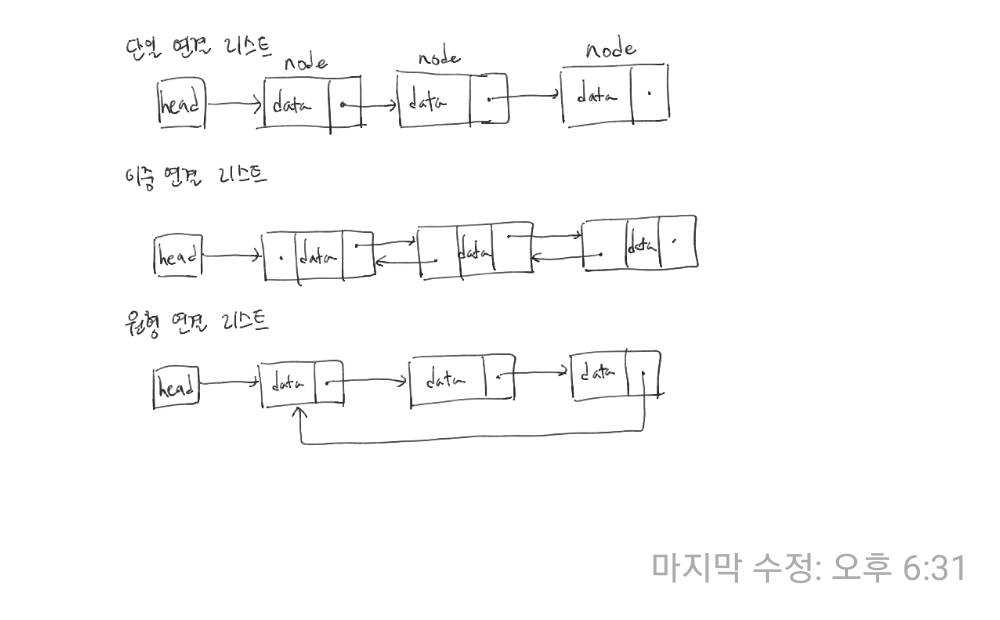 단일 연결 리스트
node node node
head data data data
이중 연결 리스트
head data data data
원형 연결 리스트
head data data data
마지막 수정: 오후 6:31